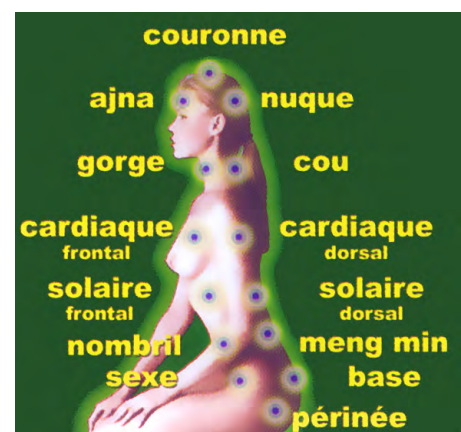 couronne
ajna nuque
gorge cou
cardiaque cardiaque
frontal dorsal
solaire solaire
frontal dorsal
nombril meng min
sexe base
périnée